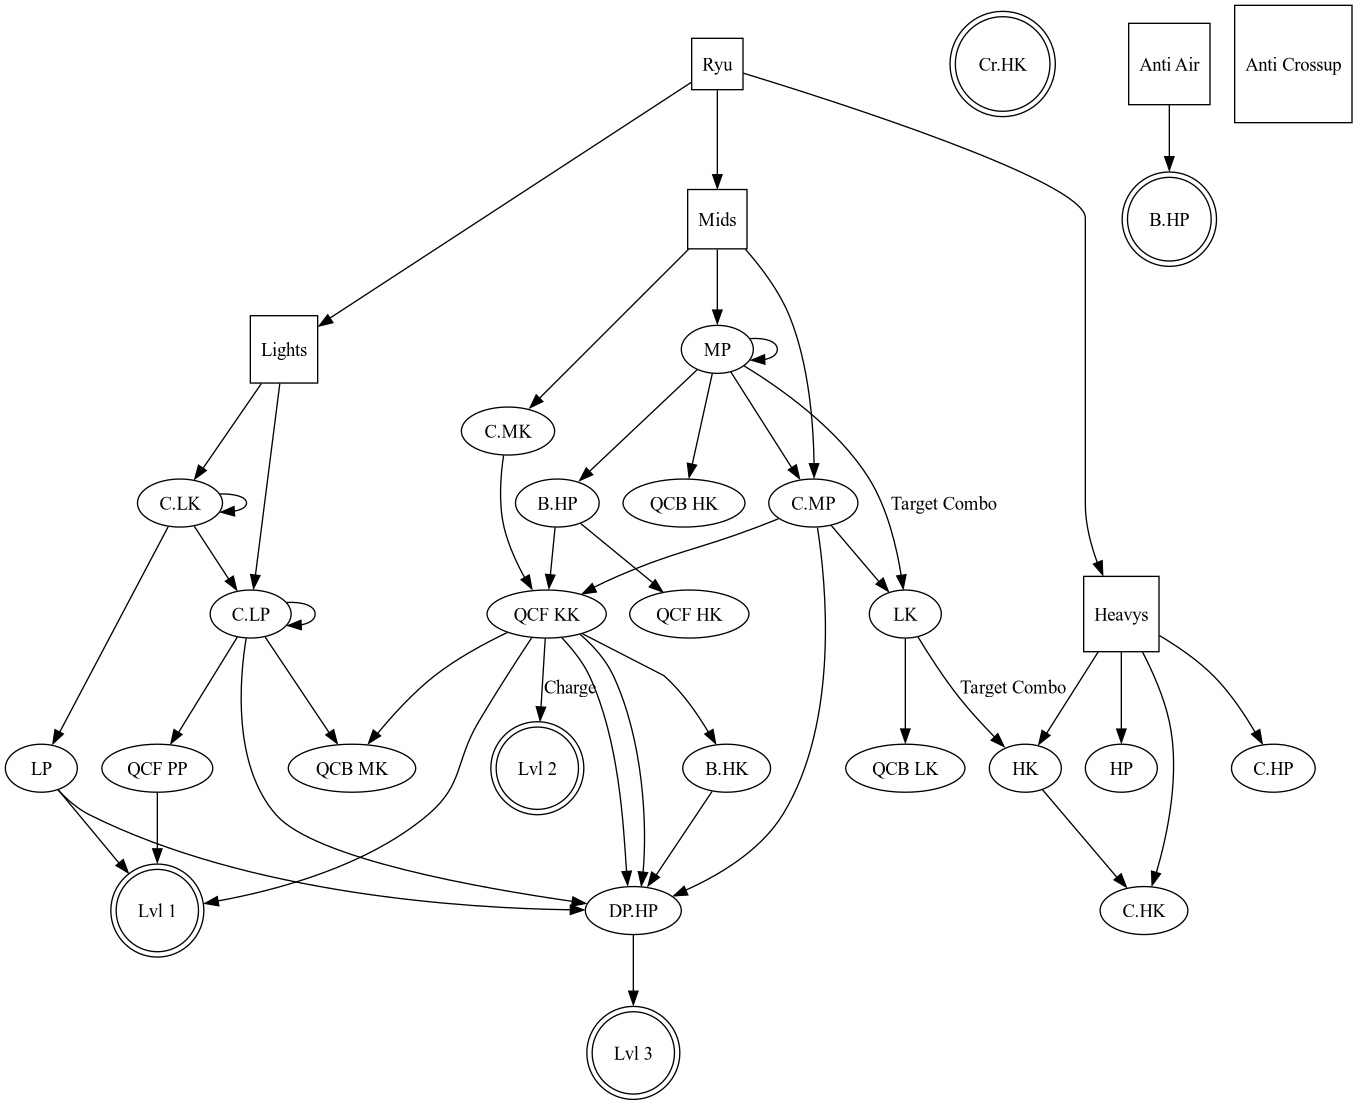 Ryu
Cr.HK
Anti Air
Anti Crossup
Mids
B.HP
Lights
MP
C.MK
C.LK
B.HP
QCB HK
C.MP
Target Combo
C.LP
QCF KK
QCF HK
LK
Heavys
Charge
Target Combo
LP
QCF PP
QCB MK
Lvl 2
B.HK
QCB LK
HK
HP
C.HP
Lvl 1
DP.HP
C.HK
Lvl 3